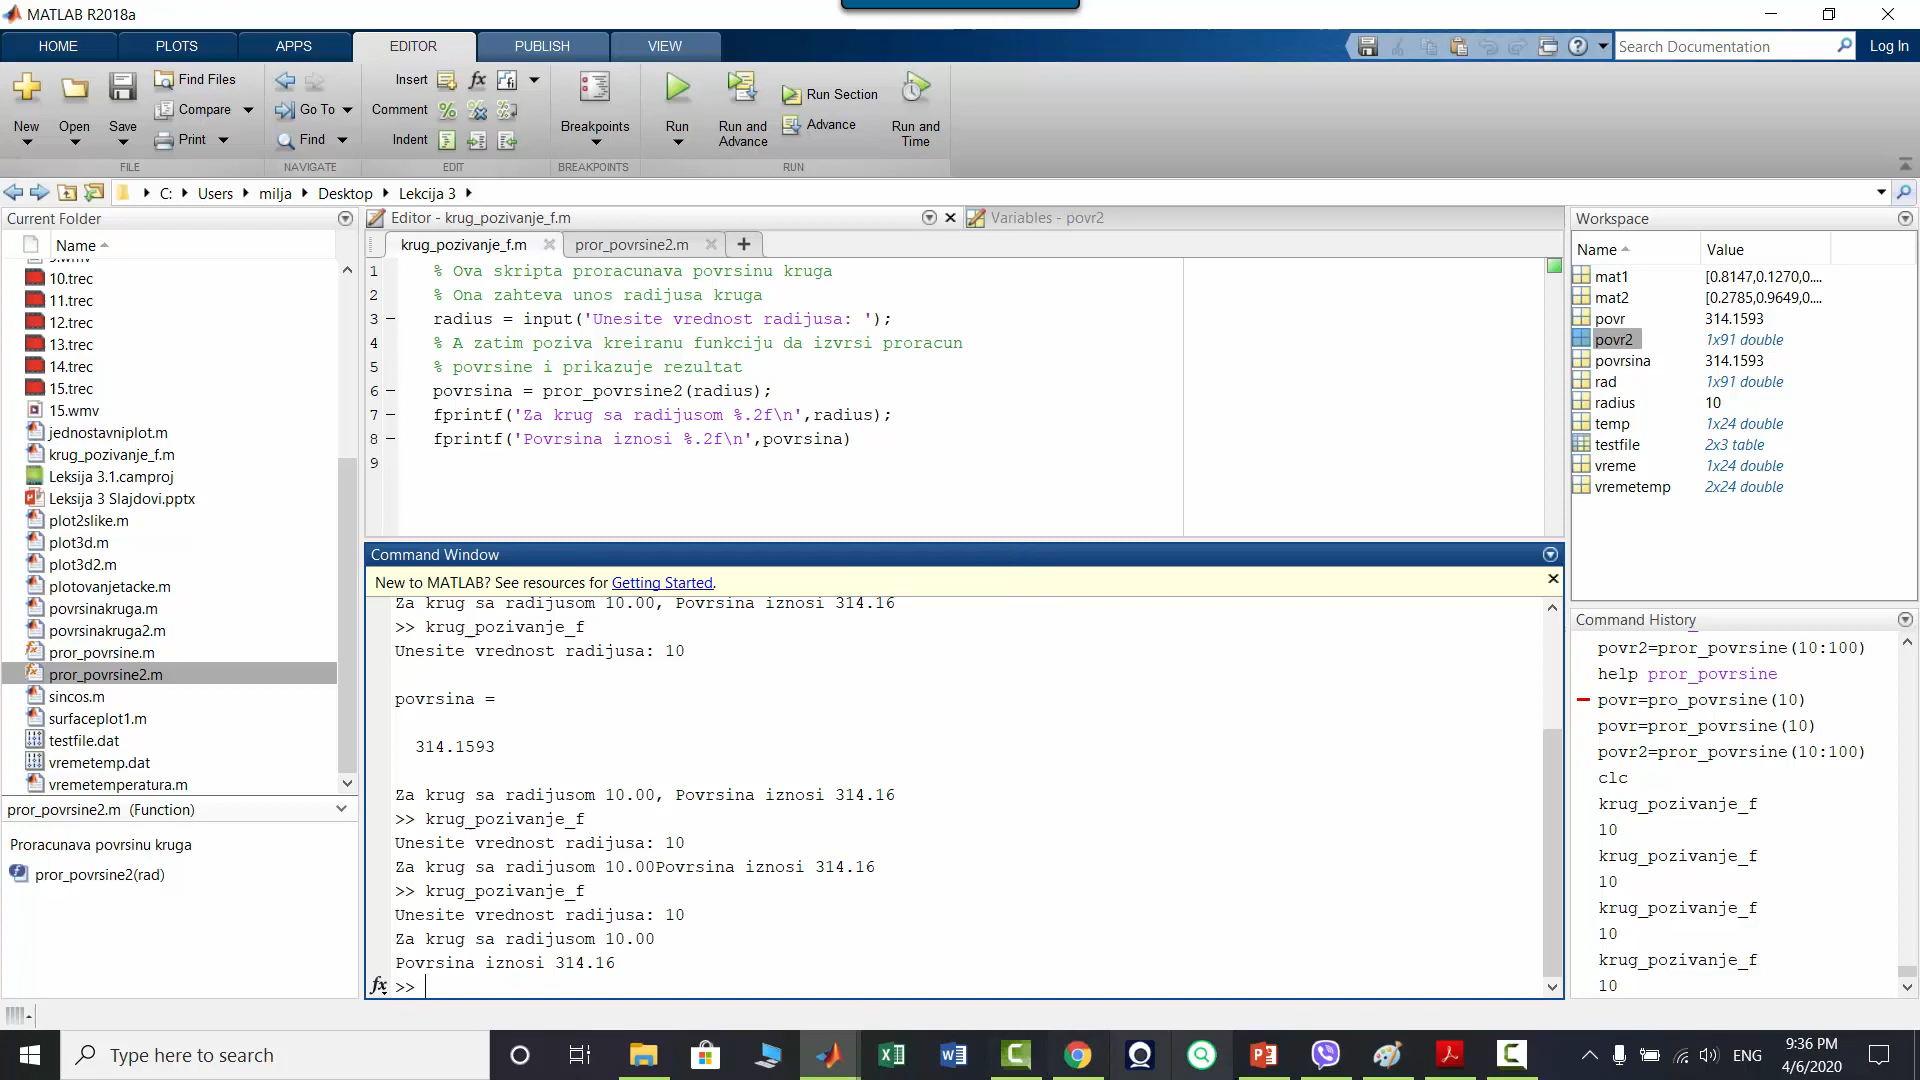 MATLAB R2018a
HOME PLOTS APPS EDITOR PUBLISH VIEW
Search Documentation
Log In
Find Files
Compare
Print
New Open Save
FILE
Go To
Find
NAVIGATE
Insert
Comment
Indent
EDIT
Breakpoints
BREAKPOINTS
Run
Run and Advance
Run Section
Advance
Run and Time
RUN
C: Users milja Desktop Lekcija 3
Current Folder
Name
9.wmv
10.trec
11.trec
12.trec
13.trec
14.trec
15.trec
15.wmv
jednostavniplot.m
krug_pozivanje_f.m
Leksija 3.1.camproj
Leksija 3 Slajdovi.pptx
plot2slike.m
plot3d.m
plot3d2.m
plotovanjetacke.m
povrsinakruga.m
povrsinakruga2.m
pror_povrsine.m
pror_povrsine2.m
sincos.m
surfaceplot1.m
testfile.dat
vremetemp.dat
vremetemperatura.m
pror_povrsine2.m (Function)
Proracunava povrsinu kruga
pror_povrsine2(rad)
Editor - krug_pozivanje_f.m
Variables - povr2
krug_pozivanje_f.m
pror_povrsine2.m
1 % Ova skripta proracunava povrsinu kruga
2 % Ona zahteva unos radijusa kruga
3 – radius = input('Unesite vrednost radijusa: ');
4 % A zatim poziva kreiranu funkciju da izvrsi proracun
5 % povrsine i prikazuje rezultat
6 – povrsina = pror_povrsine2(radius);
7 – fprintf('Za krug sa radijusom %.2f\n',radius);
8 – fprintf('Povrsina iznosi %.2f\n',povrsina)
9
Command Window
New to MATLAB? See resources for Getting Started.
Za krug sa radijusom 10.00, Povrsina iznosi 314.16
>> krug_pozivanje_f
Unesite vrednost radijusa: 10
povrsina =
314.1593
Za krug sa radijusom 10.00, Povrsina iznosi 314.16
>> krug_pozivanje_f
Unesite vrednost radijusa: 10
Za krug sa radijusom 10.00Povrsina iznosi 314.16
>> krug_pozivanje_f
Unesite vrednost radijusa: 10
Za krug sa radijusom 10.00
Povrsina iznosi 314.16
fx >>
Workspace
Name Value
mat1 [0.8147,0.1270,0....
mat2 [0.2785,0.9649,0....
povr 314.1593
povr2 1x91 double
povrsina 314.1593
rad 1x91 double
radius 10
temp 1x24 double
testfile 2x3 table
vreme 1x24 double
vremetemp 2x24 double
Command History
povr2=pror_povrsine(10:100)
help pror_povrsine
povr=pro_povrsine(10)
povr=pror_povrsine(10)
povr2=pror_povrsine(10:100)
clc
krug_pozivanje_f
10
krug_pozivanje_f
10
krug_pozivanje_f
10
krug_pozivanje_f
10
Type here to search
ENG
9:36 PM
4/6/2020